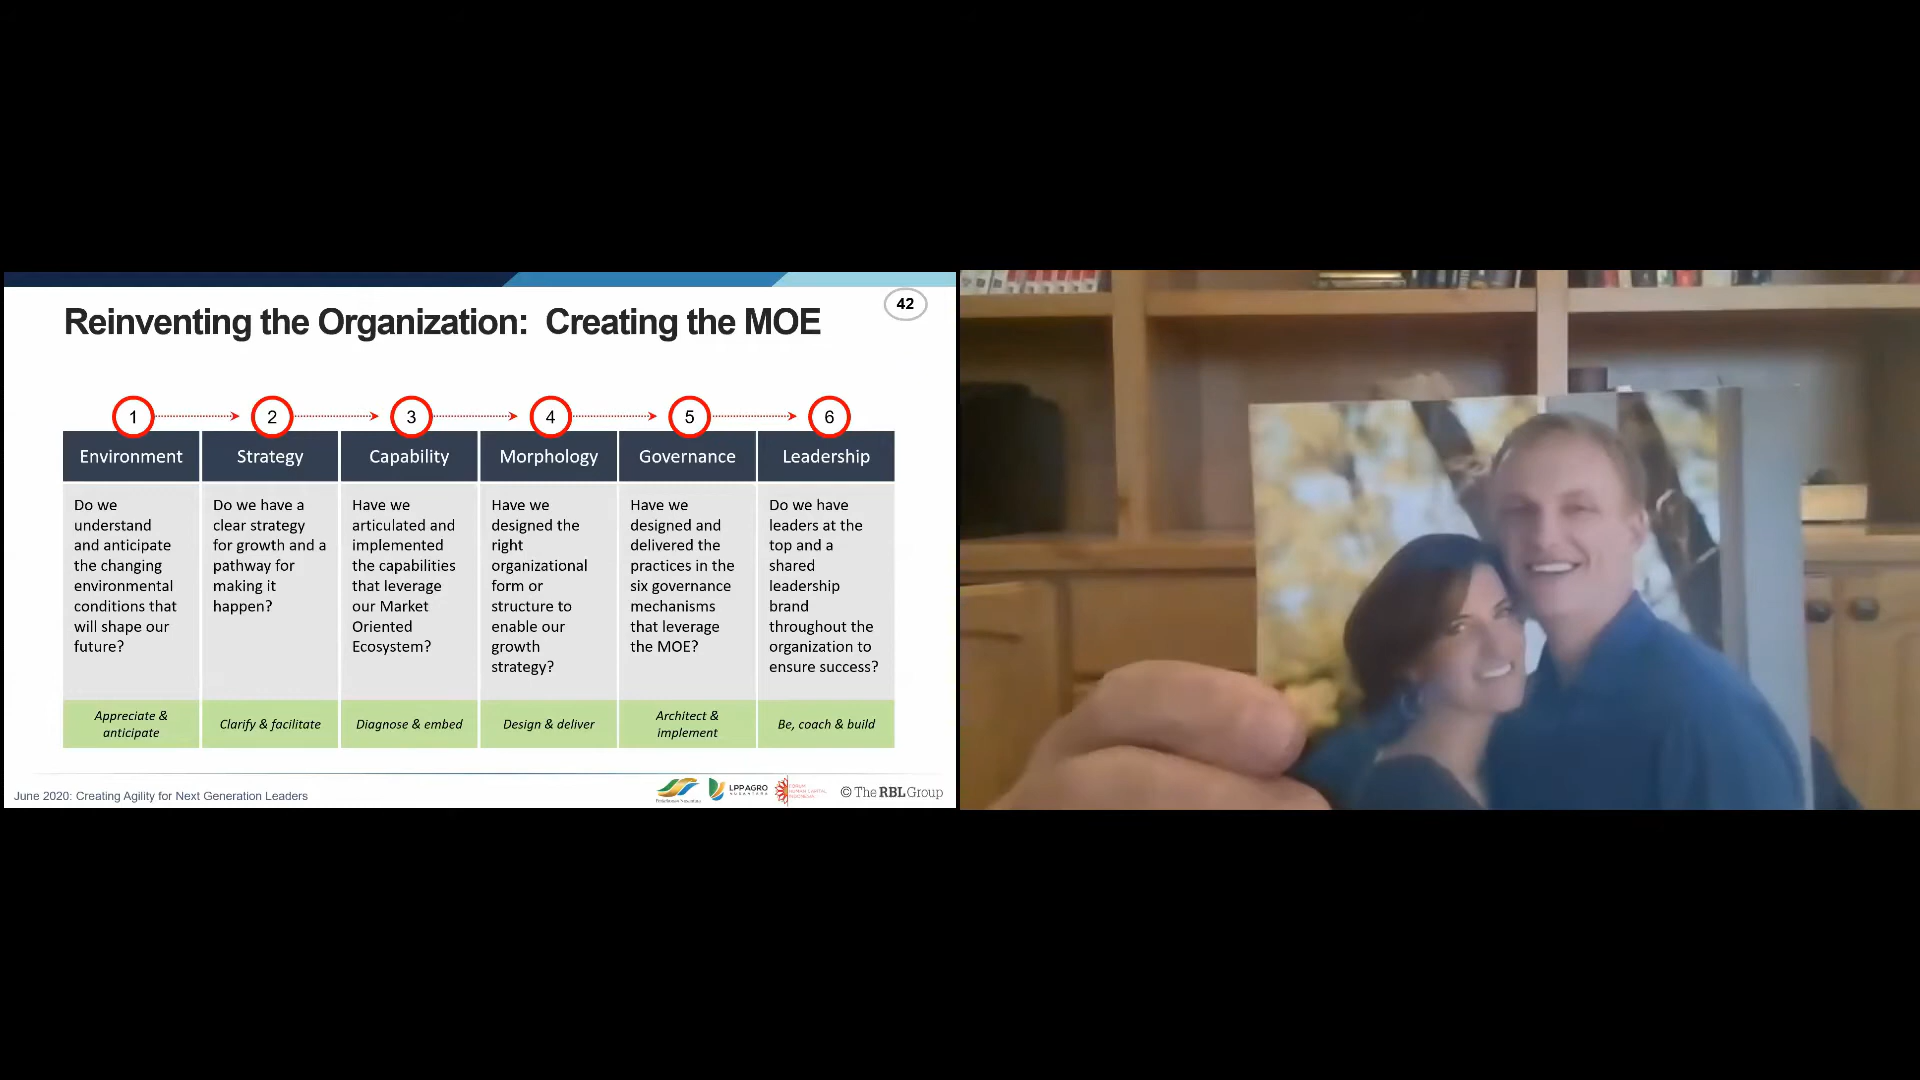 Reinventing the Organization: Creating the MOE
42
1
2
3
4
5
6
Environment
Strategy
Capability
Morphology
Governance
Leadership
Do we
understand
and anticipate
the changing
environmental
conditions that
will shape our
future?
Do we have a
clear strategy
for growth and a
pathway for
making it
happen?
Have we
articulated and
implemented
the capabilities
that leverage
our Market
Oriented
Ecosystem?
Have we
designed the
right
organizational
form or
structure to
enable our
growth
strategy?
Have we
designed and
delivered the
practices in the
six governance
mechanisms
that leverage
the MOE?
Do we have
leaders at the
top and a
shared
leadership
brand
throughout the
organization to
ensure success?
Appreciate &
anticipate
Clarify & facilitate
Diagnose & embed
Design & deliver
Architect &
implement
Be, coach & build
June 2020: Creating Agility for Next Generation Leaders
LPPAGRO
NUSANTARA
© The RBL Group